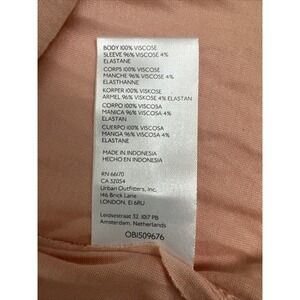 BODY 100% VISCOSE
SLEEVE 96% VISCOSE 4%
ELASTANE
CORPS 100% VISCOSE
MANCHE 96% VISCOSE 4%
ELASTHANNE
KORPER 100% VISKOSE
ARMEL 96% VISKOSE 4% ELASTAN
CORPO 100% VISCOSA
MANICA 96% VISCOSA 4%
ELASTAN
CUERPO 100% VISCOSA
MANGA 96% VISCOSA 4%
ELASTANE
MADE IN INDONESIA
HECHO EN INDONESIA
RN 66170
CA 32054
Urban Outfitters, Inc.
146 Brick Lane
LONDON, E1 6RU
Leidsestraat 32, 1017 PB
Amsterdam, Netherlands
OB1509676